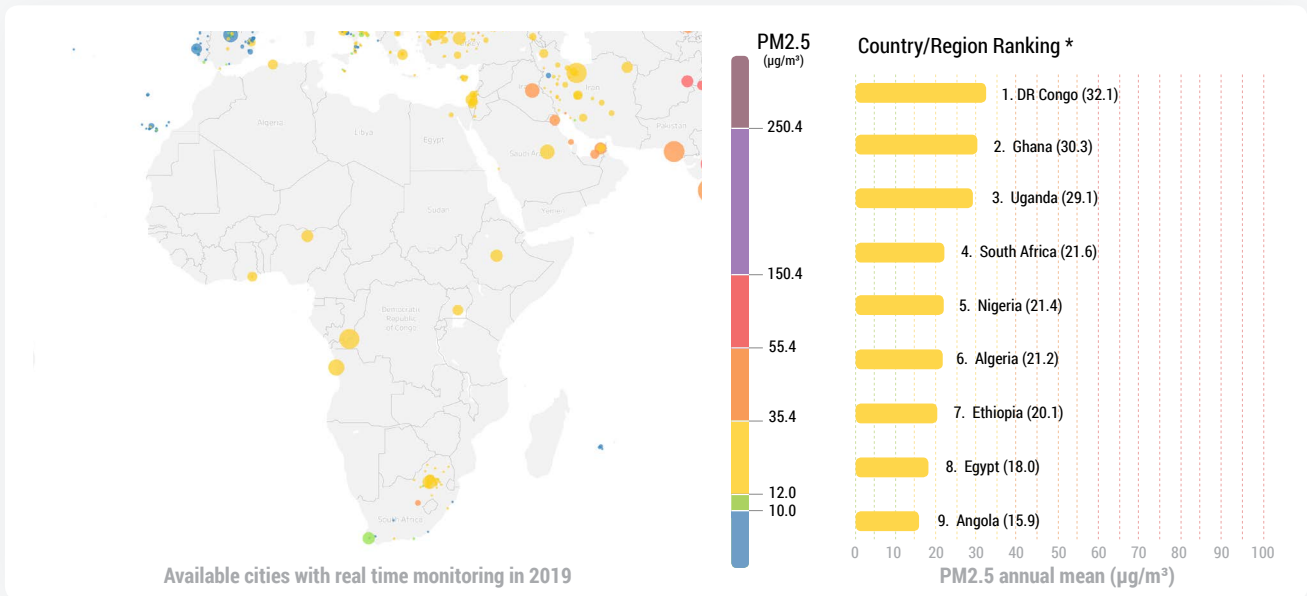 Algeria
Libya
Egypt
Saudi Ar
Iran
Pakistan
Sudan
Yemen
Democratic
Republic
of Congo
South Africa
Available cities with real time monitoring in 2019
PM2.5
(µg/m³)
250.4
150.4
55.4
35.4
12.0
10.0
Country/Region Ranking *
1. DR Congo (32.1)
2. Ghana (30.3)
3. Uganda (29.1)
4. South Africa (21.6)
5. Nigeria (21.4)
6. Algeria (21.2)
7. Ethiopia (20.1)
8. Egypt (18.0)
9. Angola (15.9)
0 10 20 30 40 50 60 70 80 90 100
PM2.5 annual mean (µg/m³)